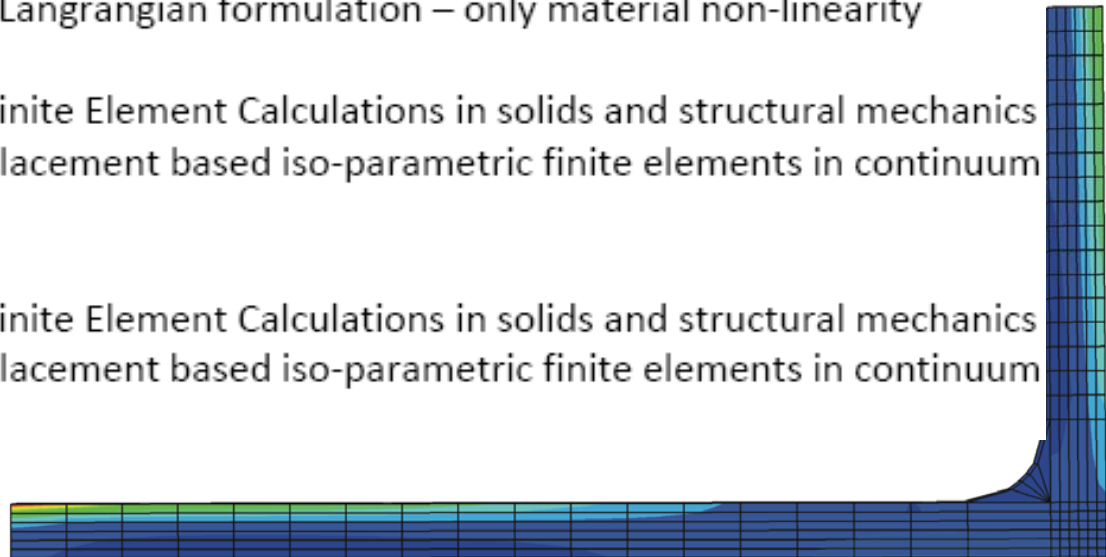 Langrangian formulation – only material non-linearity
inite Element Calculations in solids and structural mechanics
lacement based iso-parametric finite elements in continuum
inite Element Calculations in solids and structural mechanics
lacement based iso-parametric finite elements in continuum